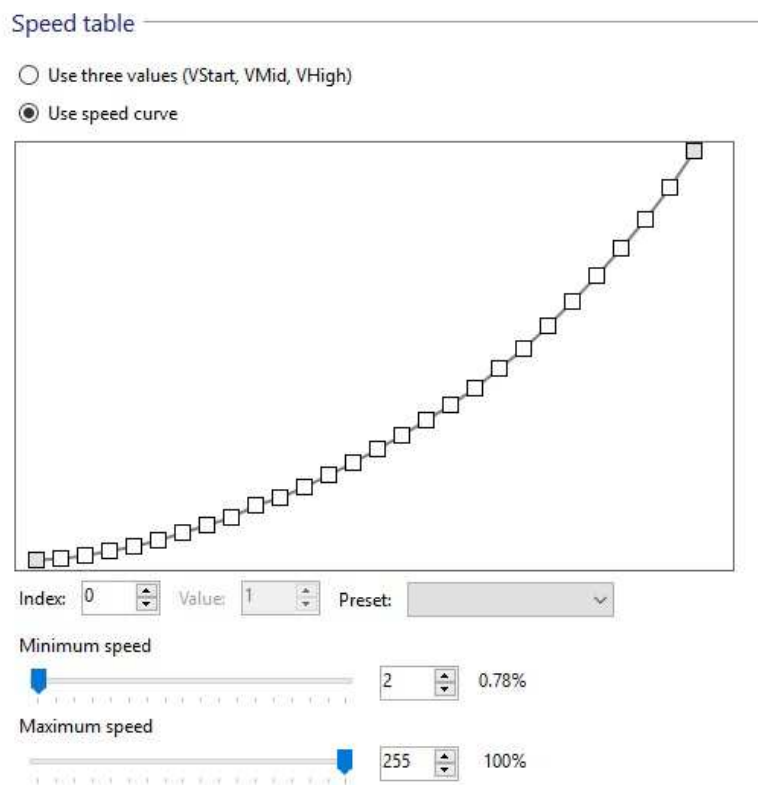 Speed table
Use three values (VStart, VMid, VHigh)
Use speed curve
Index: 0 Value: 1 Preset:
Minimum speed
2 0.78%
Maximum speed
255 100%